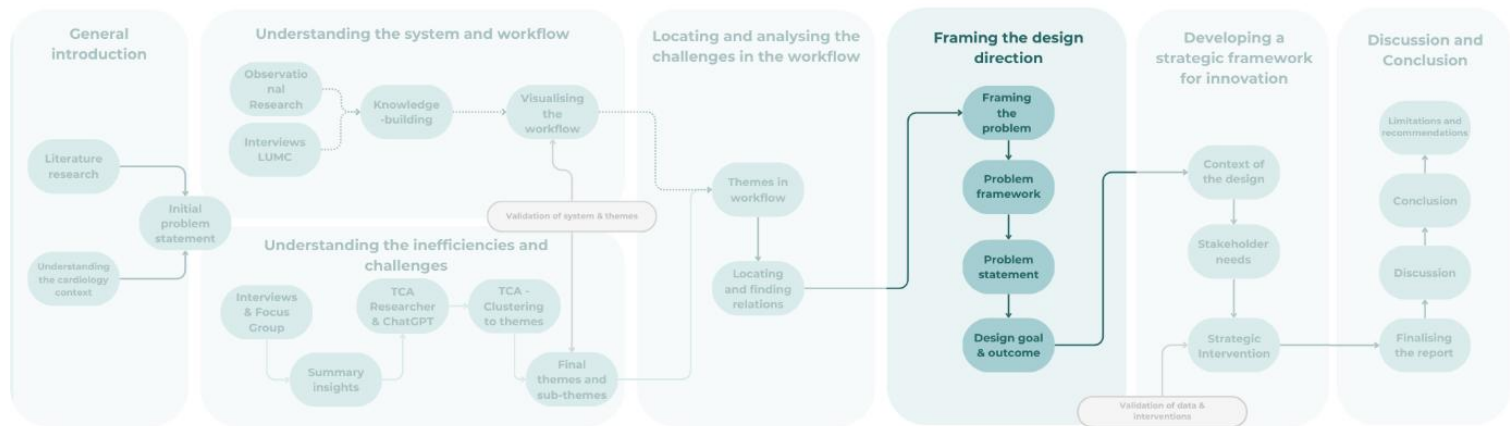 General
introduction
Literature
research
Initial
problem
statement
Understanding
the cardiology
context
Understanding the system and workflow
Observatio
nal
Research
Interviews
LUMC
Knowledge
-building
Visualising
the
workflow
Validation of system & themes
Understanding the inefficiencies and
challenges
Interviews
& Focus
Group
Summary
insights
TCA
Researcher
& ChatGPT
TCA -
Clustering
to themes
Final
themes and
sub-themes
Locating and analysing the
challenges in the workflow
Themes in
workflow
Locating
and finding
relations
Framing the design
direction
Framing
the
problem
Problem
framework
Problem
statement
Design goal
& outcome
Developing a
strategic framework
for innovation
Context of
the design
Stakeholder
needs
Strategic
Intervention
Validation of data &
interventions
Discussion and
Conclusion
Limitations and
recommendations
Conclusion
Discussion
Finalising
the report